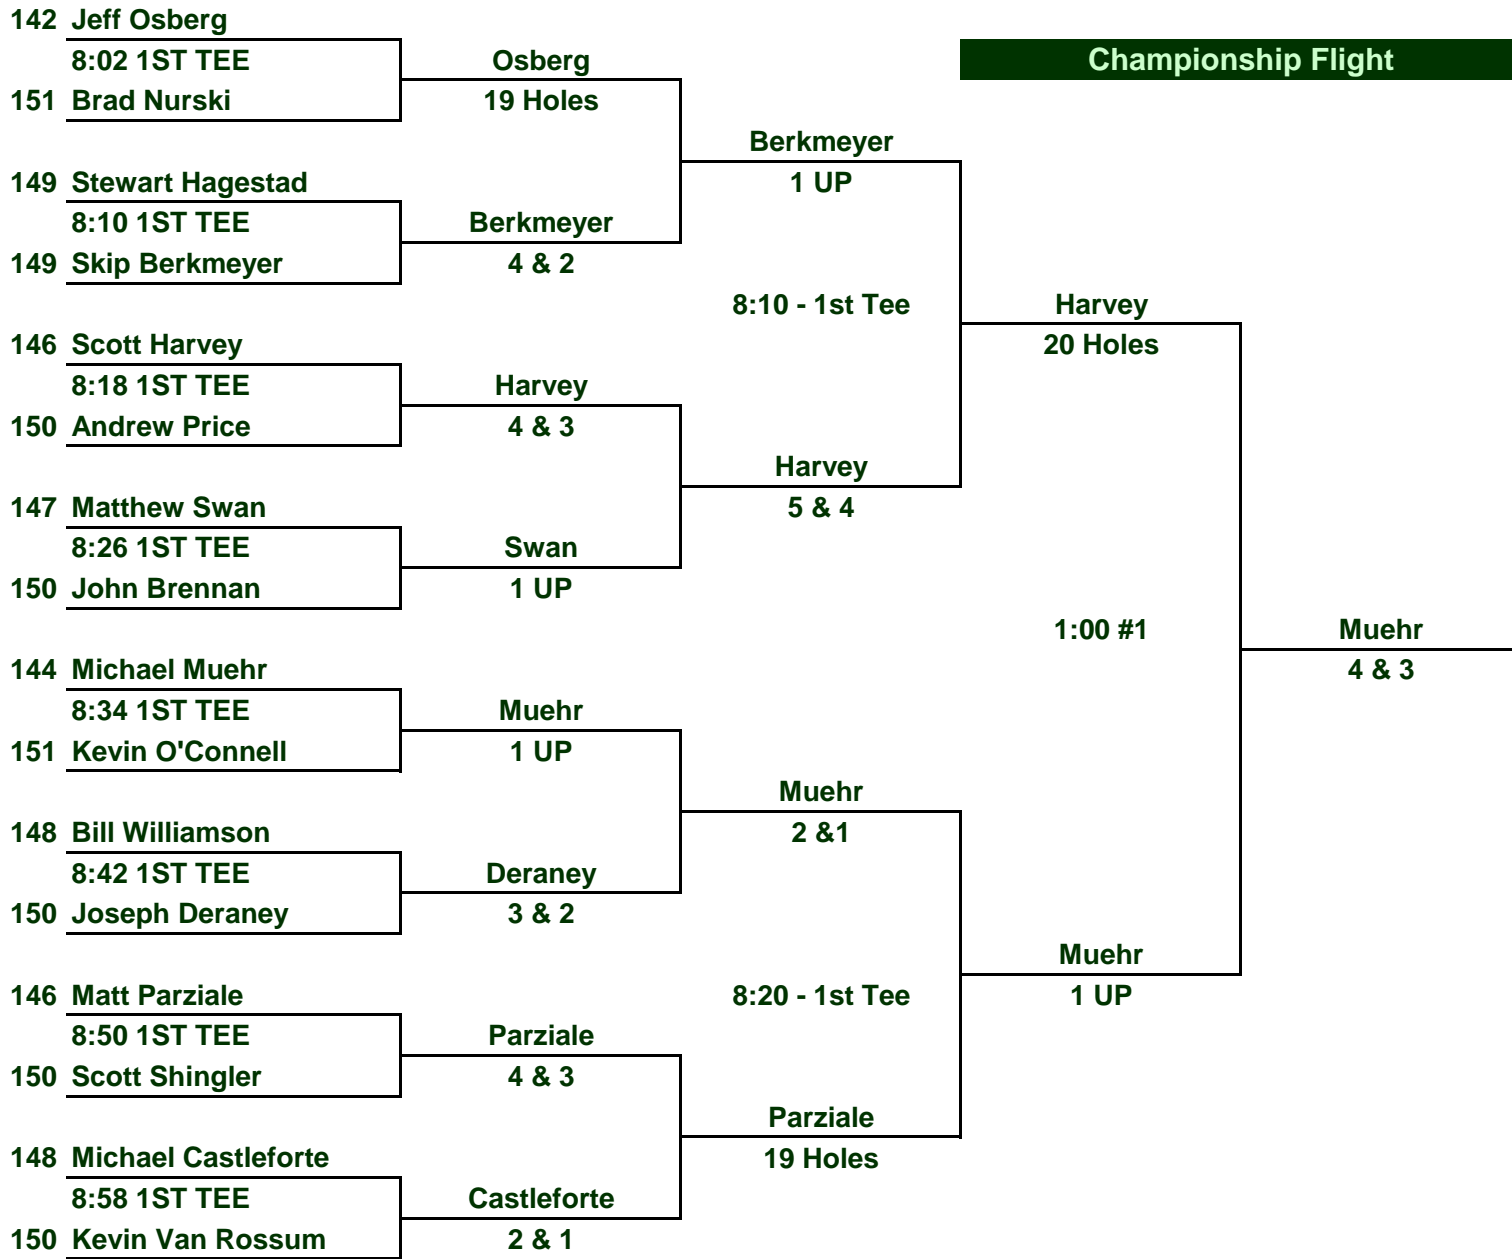 142 Jeff Osberg
8:02 1ST TEE
151 Brad Nurski
149 Stewart Hagestad
8:10 1ST TEE
149 Skip Berkmeyer
146 Scott Harvey
8:18 1ST TEE
150 Andrew Price
147 Matthew Swan
8:26 1ST TEE
150 John Brennan
144 Michael Muehr
8:34 1ST TEE
151 Kevin O'Connell
148 Bill Williamson
8:42 1ST TEE
150 Joseph Deraney
146 Matt Parziale
8:50 1ST TEE
150 Scott Shingler
148 Michael Castleforte
8:58 1ST TEE
150 Kevin Van Rossum
Osberg
19 Holes
Berkmeyer
4 & 2
Harvey
4 & 3
Swan
1 UP
Muehr
1 UP
Deraney
3 & 2
Parziale
4 & 3
Castleforte
2 & 1
Berkmeyer
1 UP
8:10 - 1st Tee
Harvey
5 & 4
Muehr
2 &1
8:20 - 1st Tee
Parziale
19 Holes
Championship Flight
Harvey
20 Holes
1:00 #1
Muehr
1 UP
Muehr
4 & 3